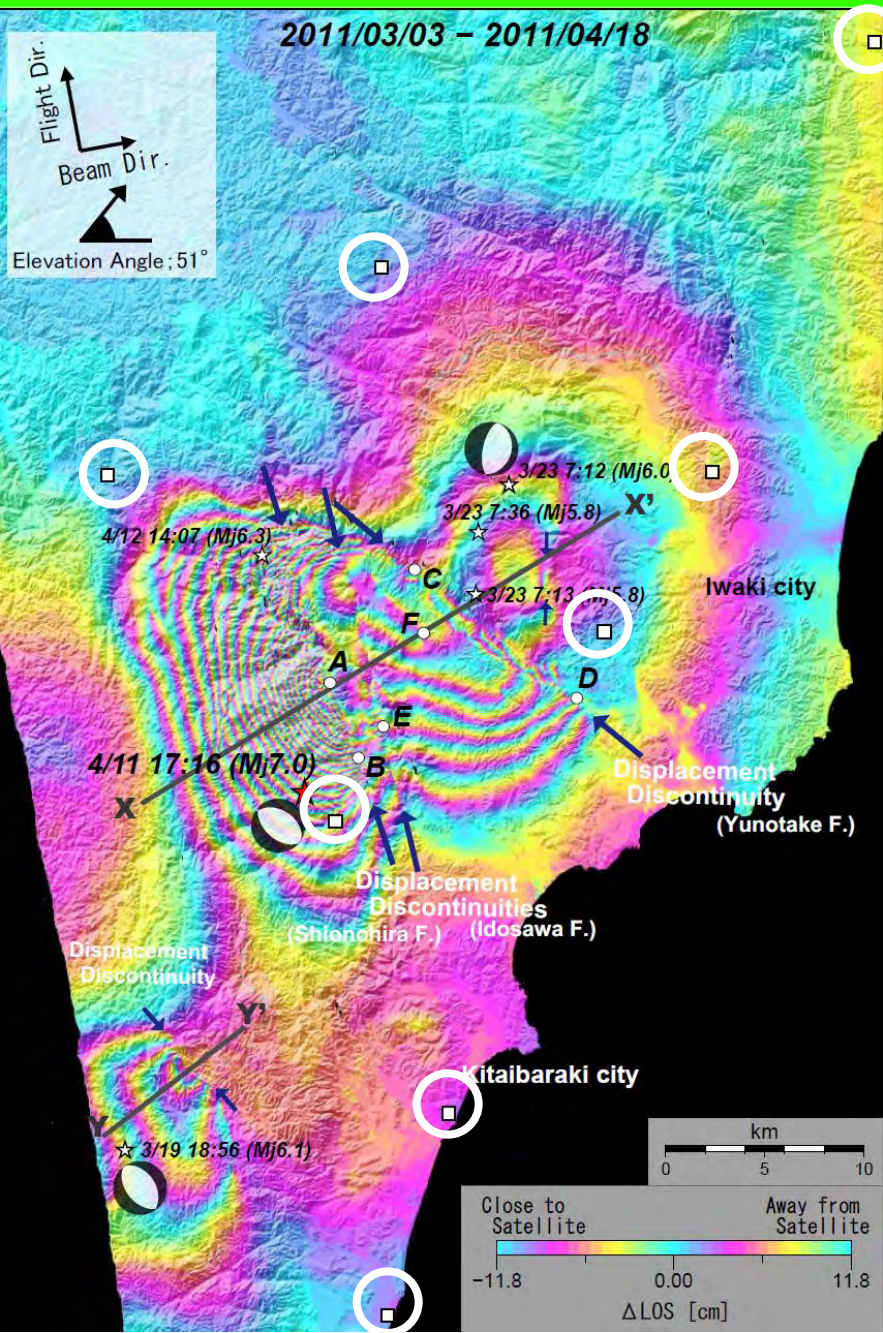 2011/03/03 – 2011/04/18
Flight Dir.
Beam Dir.
Elevation Angle;51°
3/23 7:12 (Mj6.0)
3/23 7:36 (Mj5.8)
X'
4/12 14:07 (Mj6.3)
C
3/23 7:13 (Mj5.8)
Iwaki city
F
A
D
E
4/11 17:16 (Mj7.0)
B
X
Displacement
Discontinuity
(Yunotake F.)
Displacement
Discontinuities
(Shionohira F.)
(Idosawa F.)
Displacement
Discontinuity
Y'
Kitaibaraki city
Y
3/19 18:56 (Mj6.1)
km
0 5 10
Close to
Satellite
Away from
Satellite
-11.8 0.00 11.8
ΔLOS [cm]